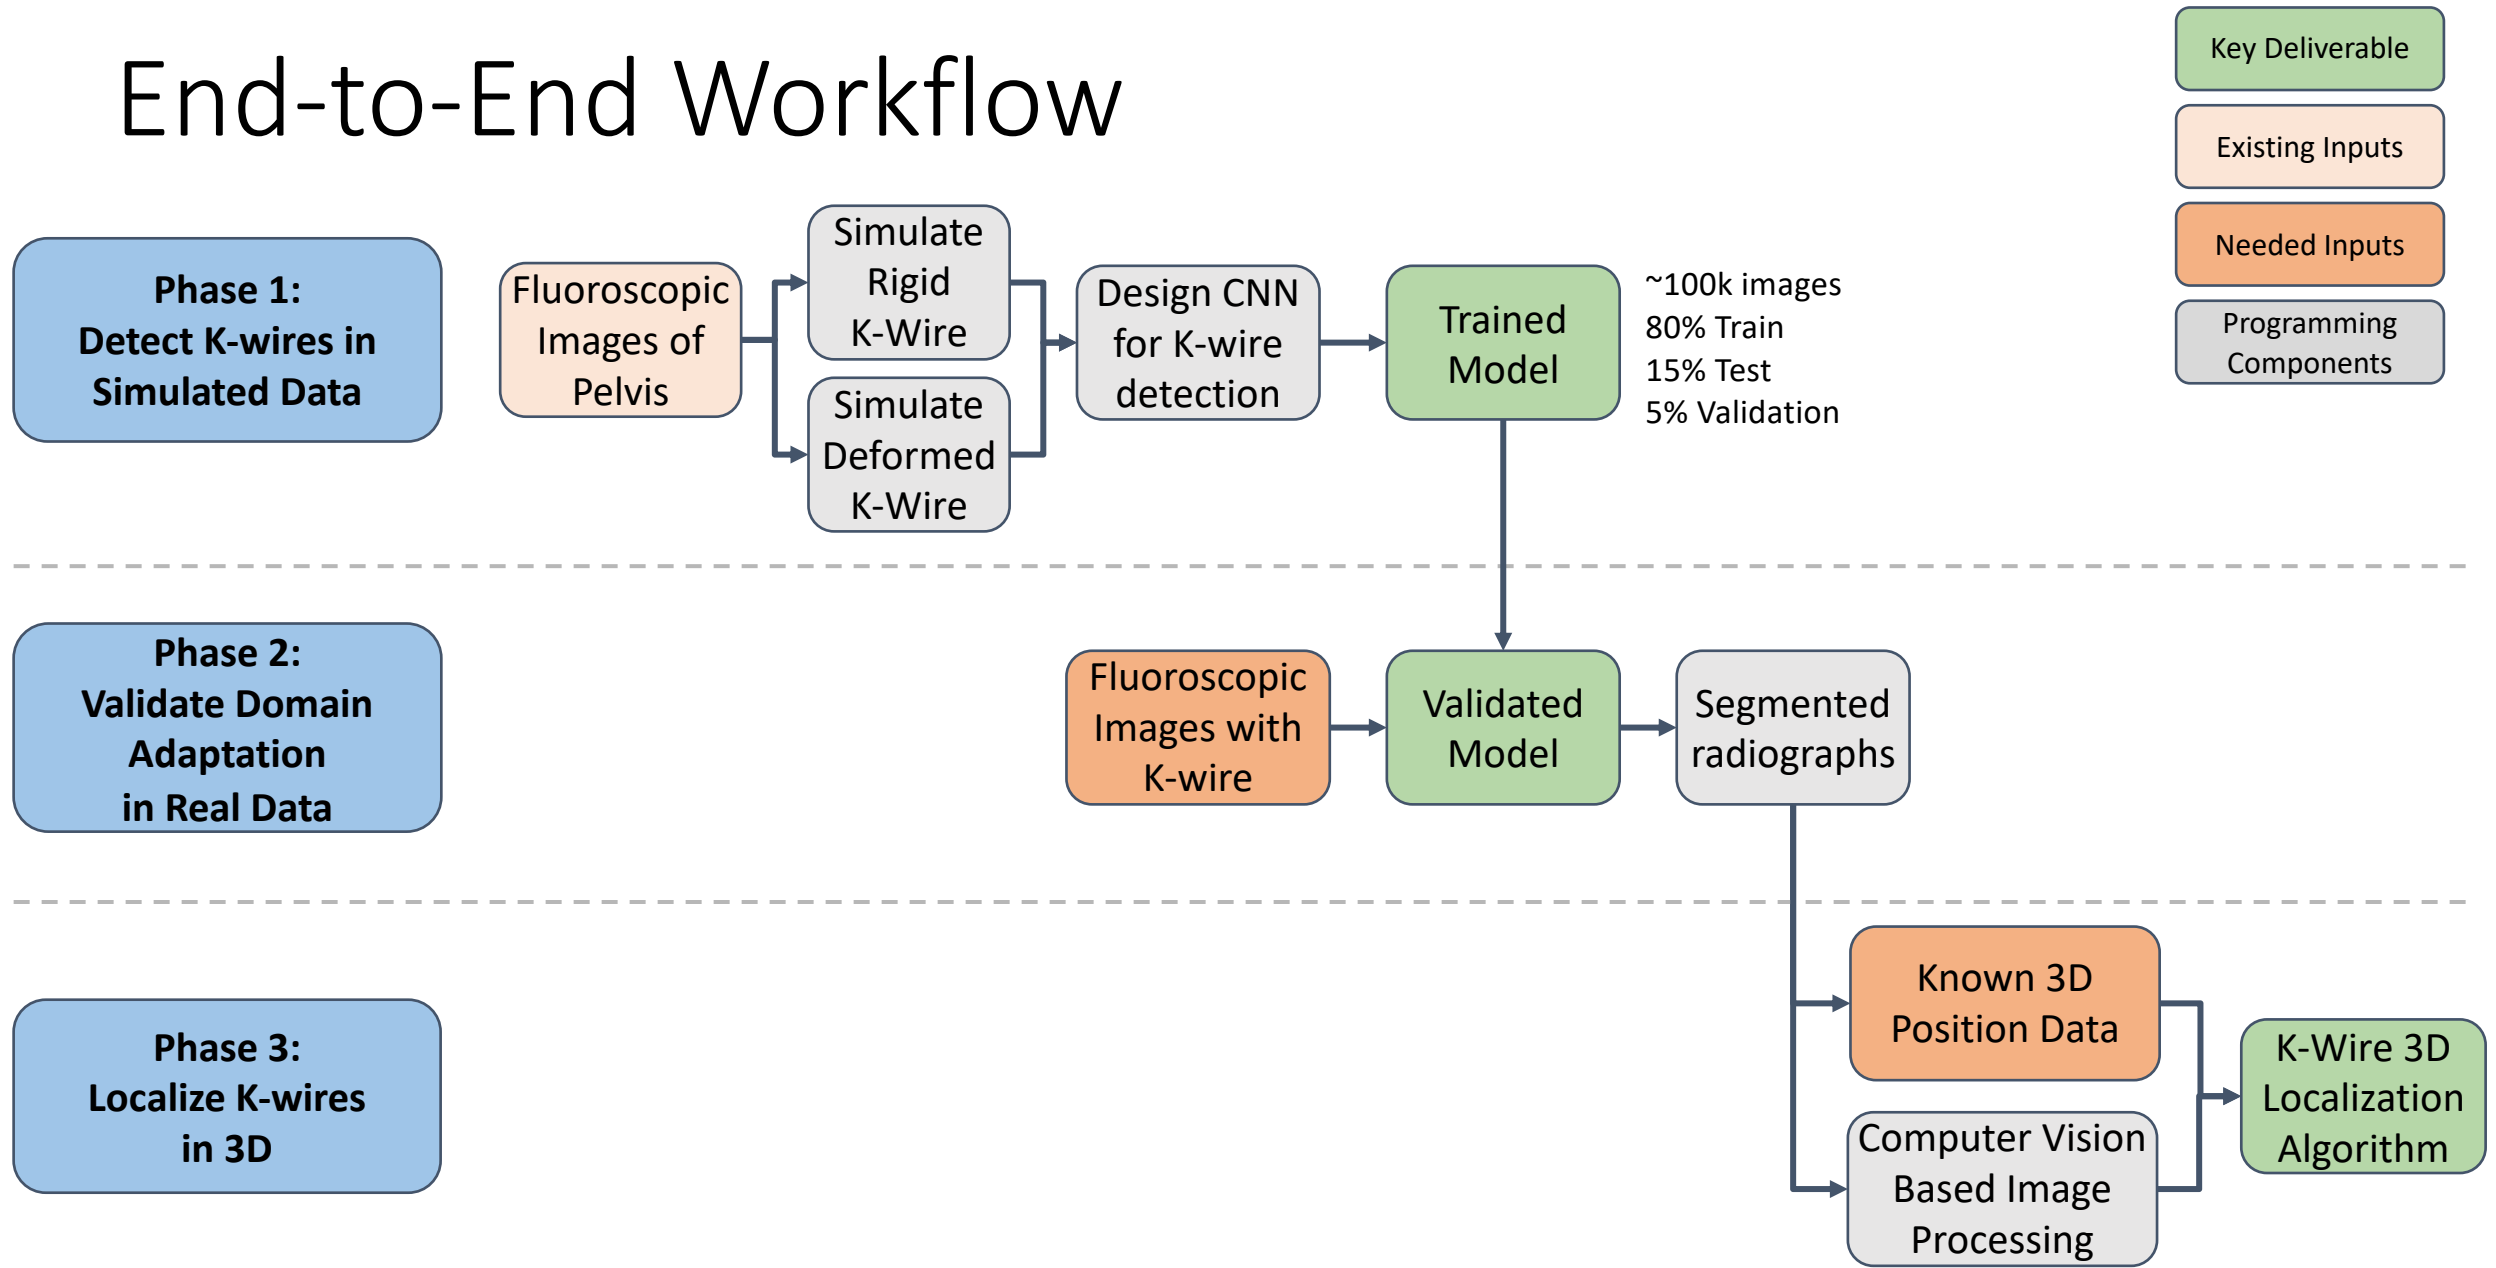 End-to-End Workflow
Key Deliverable
Existing Inputs
Needed Inputs
Programming
Components
Phase 1:
Detect K-wires in
Simulated Data
Fluoroscopic
Images of
Pelvis
Simulate
Rigid
K-Wire
Simulate
Deformed
K-Wire
Design CNN
for K-wire
detection
Trained
Model
~100k images
80% Train
15% Test
5% Validation
Phase 2:
Validate Domain
Adaptation
in Real Data
Fluoroscopic
Images with
K-wire
Validated
Model
Segmented
radiographs
Phase 3:
Localize K-wires
in 3D
Known 3D
Position Data
Computer Vision
Based Image
Processing
K-Wire 3D
Localization
Algorithm